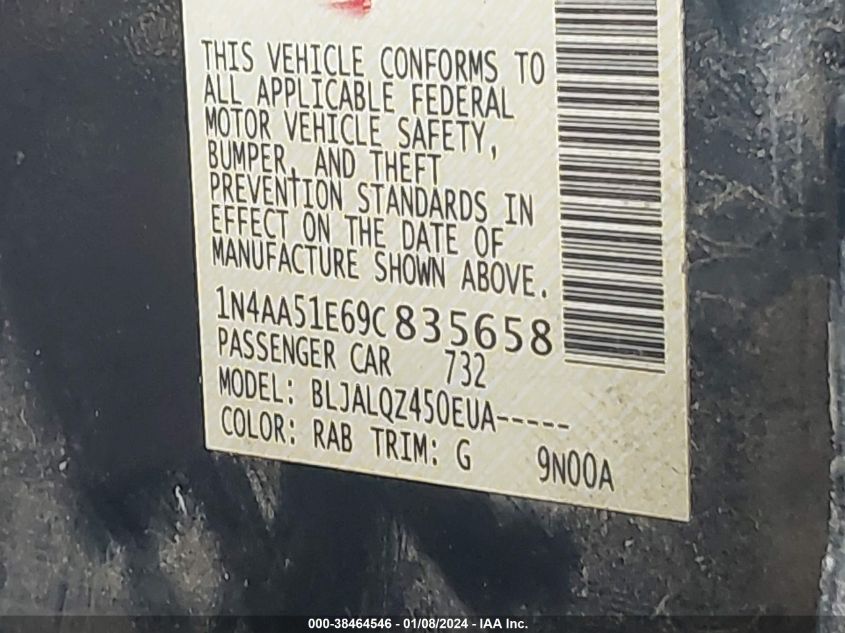 THIS VEHICLE CONFORMS TO
ALL APPLICABLE FEDERAL
MOTOR VEHICLE SAFETY,
BUMPER, AND THEFT
PREVENTION STANDARDS IN
EFFECT ON THE DATE OF
MANUFACTURE SHOWN ABOVE.
1N4AA51E69C835658
PASSENGER CAR 732
MODEL: BLJALQZ450EUA-----
COLOR: RAB TRIM: G 9N00A
000-38464546 - 01/08/2024 - IAA Inc.